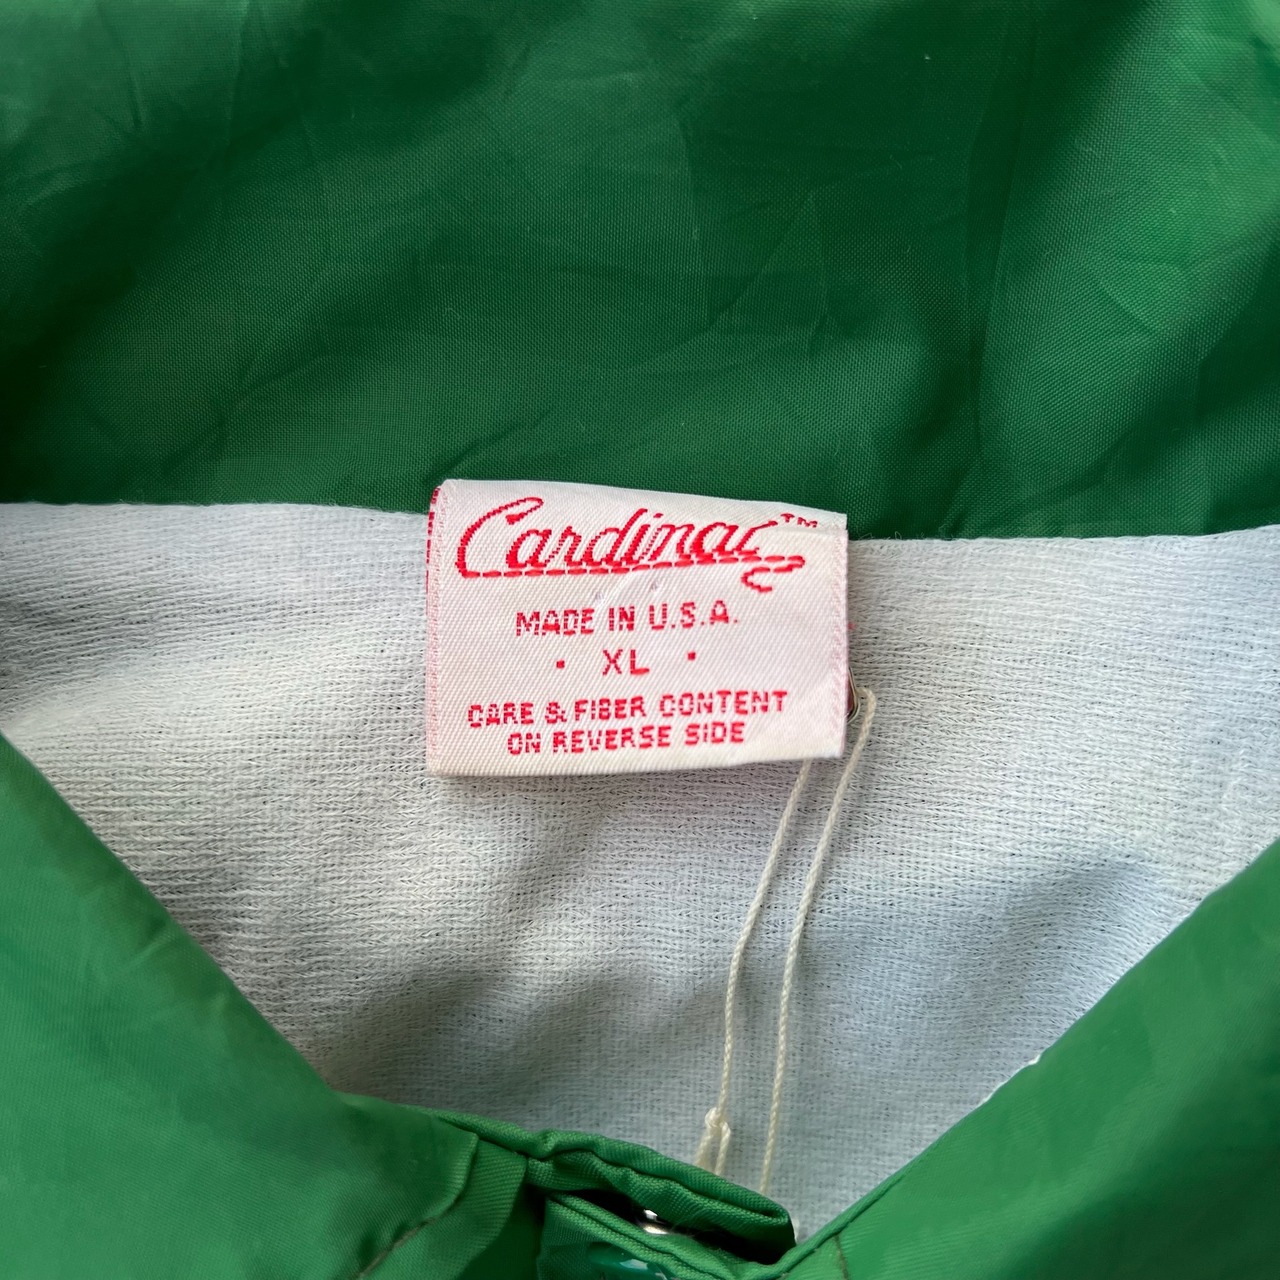 Cardinal™
MADE IN U.S.A.
· XL ·
CARE & FIBER CONTENT
ON REVERSE SIDE